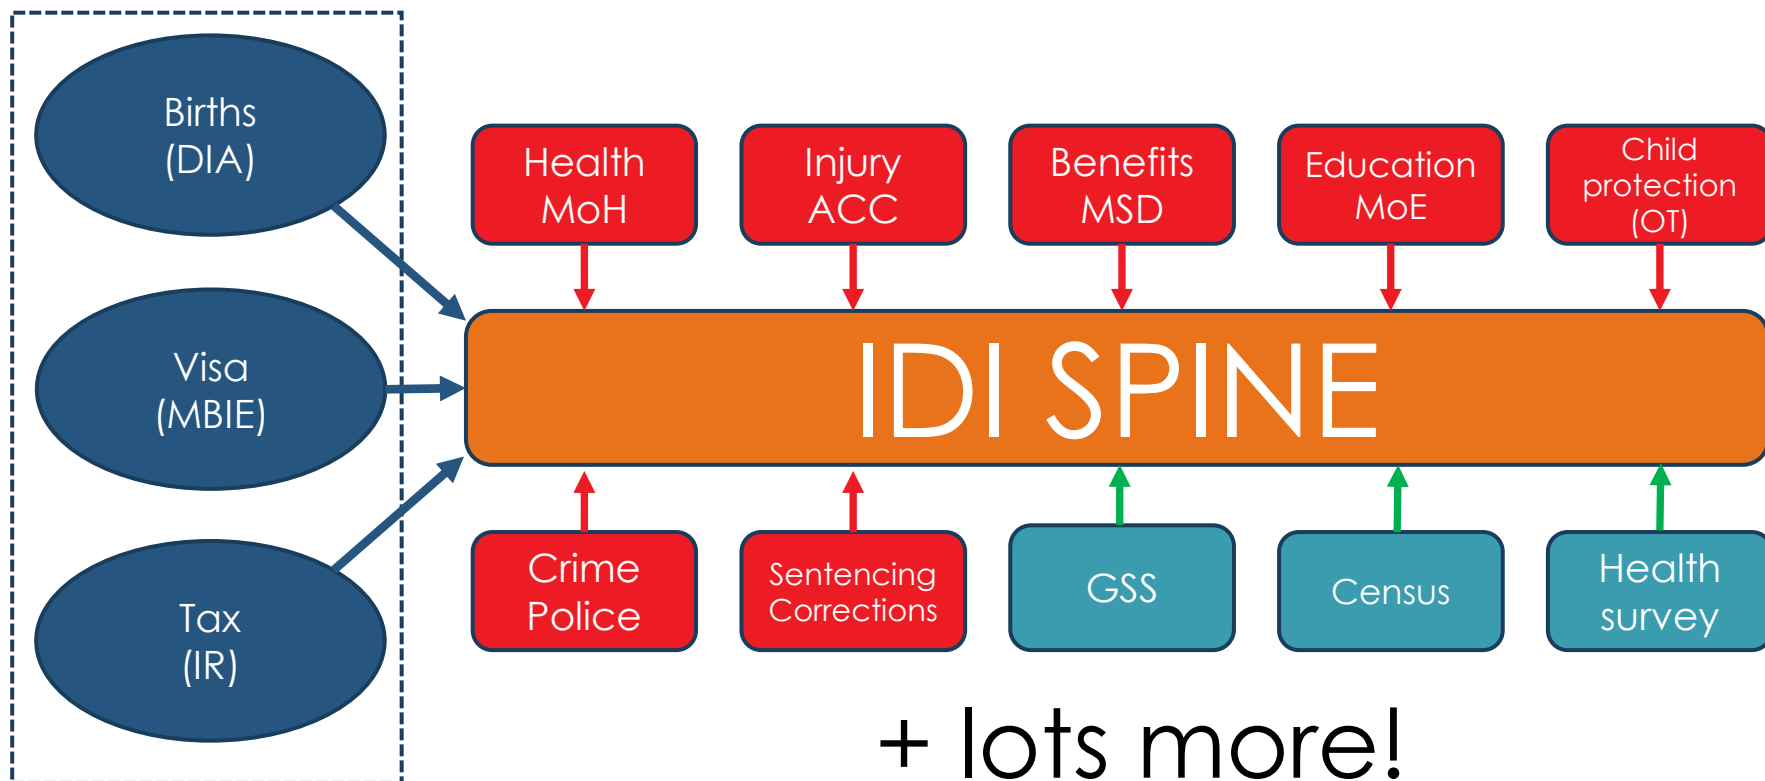 Births
(DIA)
Visa
(MBIE)
Tax
(IR)
Health
MoH
Injury
ACC
Benefits
MSD
Education
MoE
Child
protection
(OT)
IDI SPINE
Crime
Police
Sentencing
Corrections
GSS
Census
Health
survey
+ lots more!